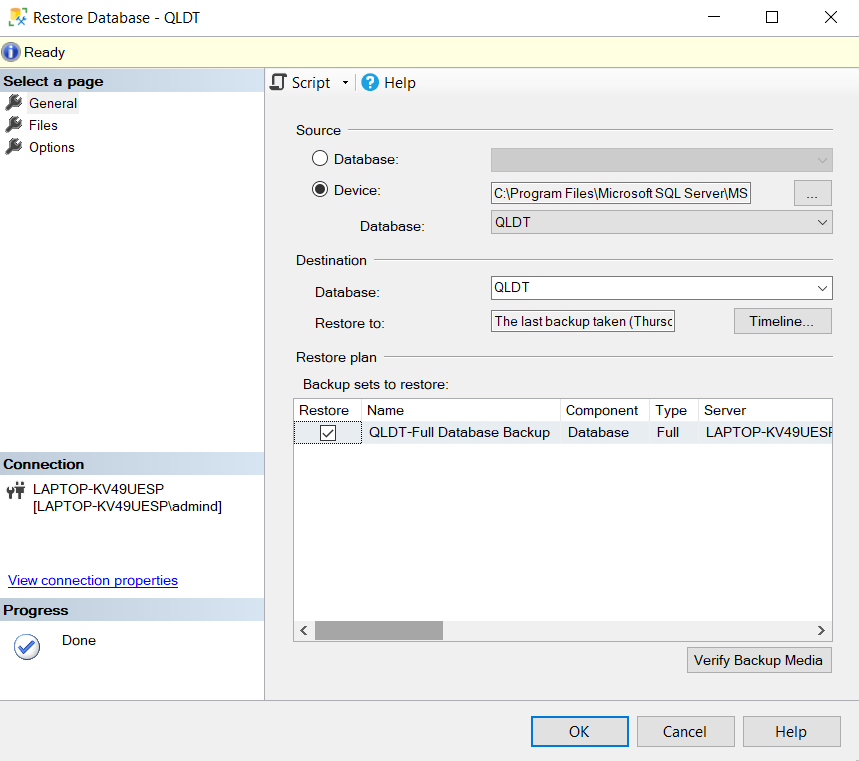 Restore Database - QLDT
Ready
Select a page
General
Files
Options
Connection
LAPTOP-KV49UESP
[LAPTOP-KV49UESP\admind]
View connection properties
Progress
Done
Script
Help
Source
Database:
Device:
C:\Program Files\Microsoft SQL Server\MS
...
Database:
QLDT
Destination
Database:
QLDT
Restore to:
The last backup taken (Thursc
Timeline...
Restore plan
Backup sets to restore:
Restore Name Component Type Server
QLDT-Full Database Backup Database Full LAPTOP-KV49UESP
Verify Backup Media
OK Cancel Help